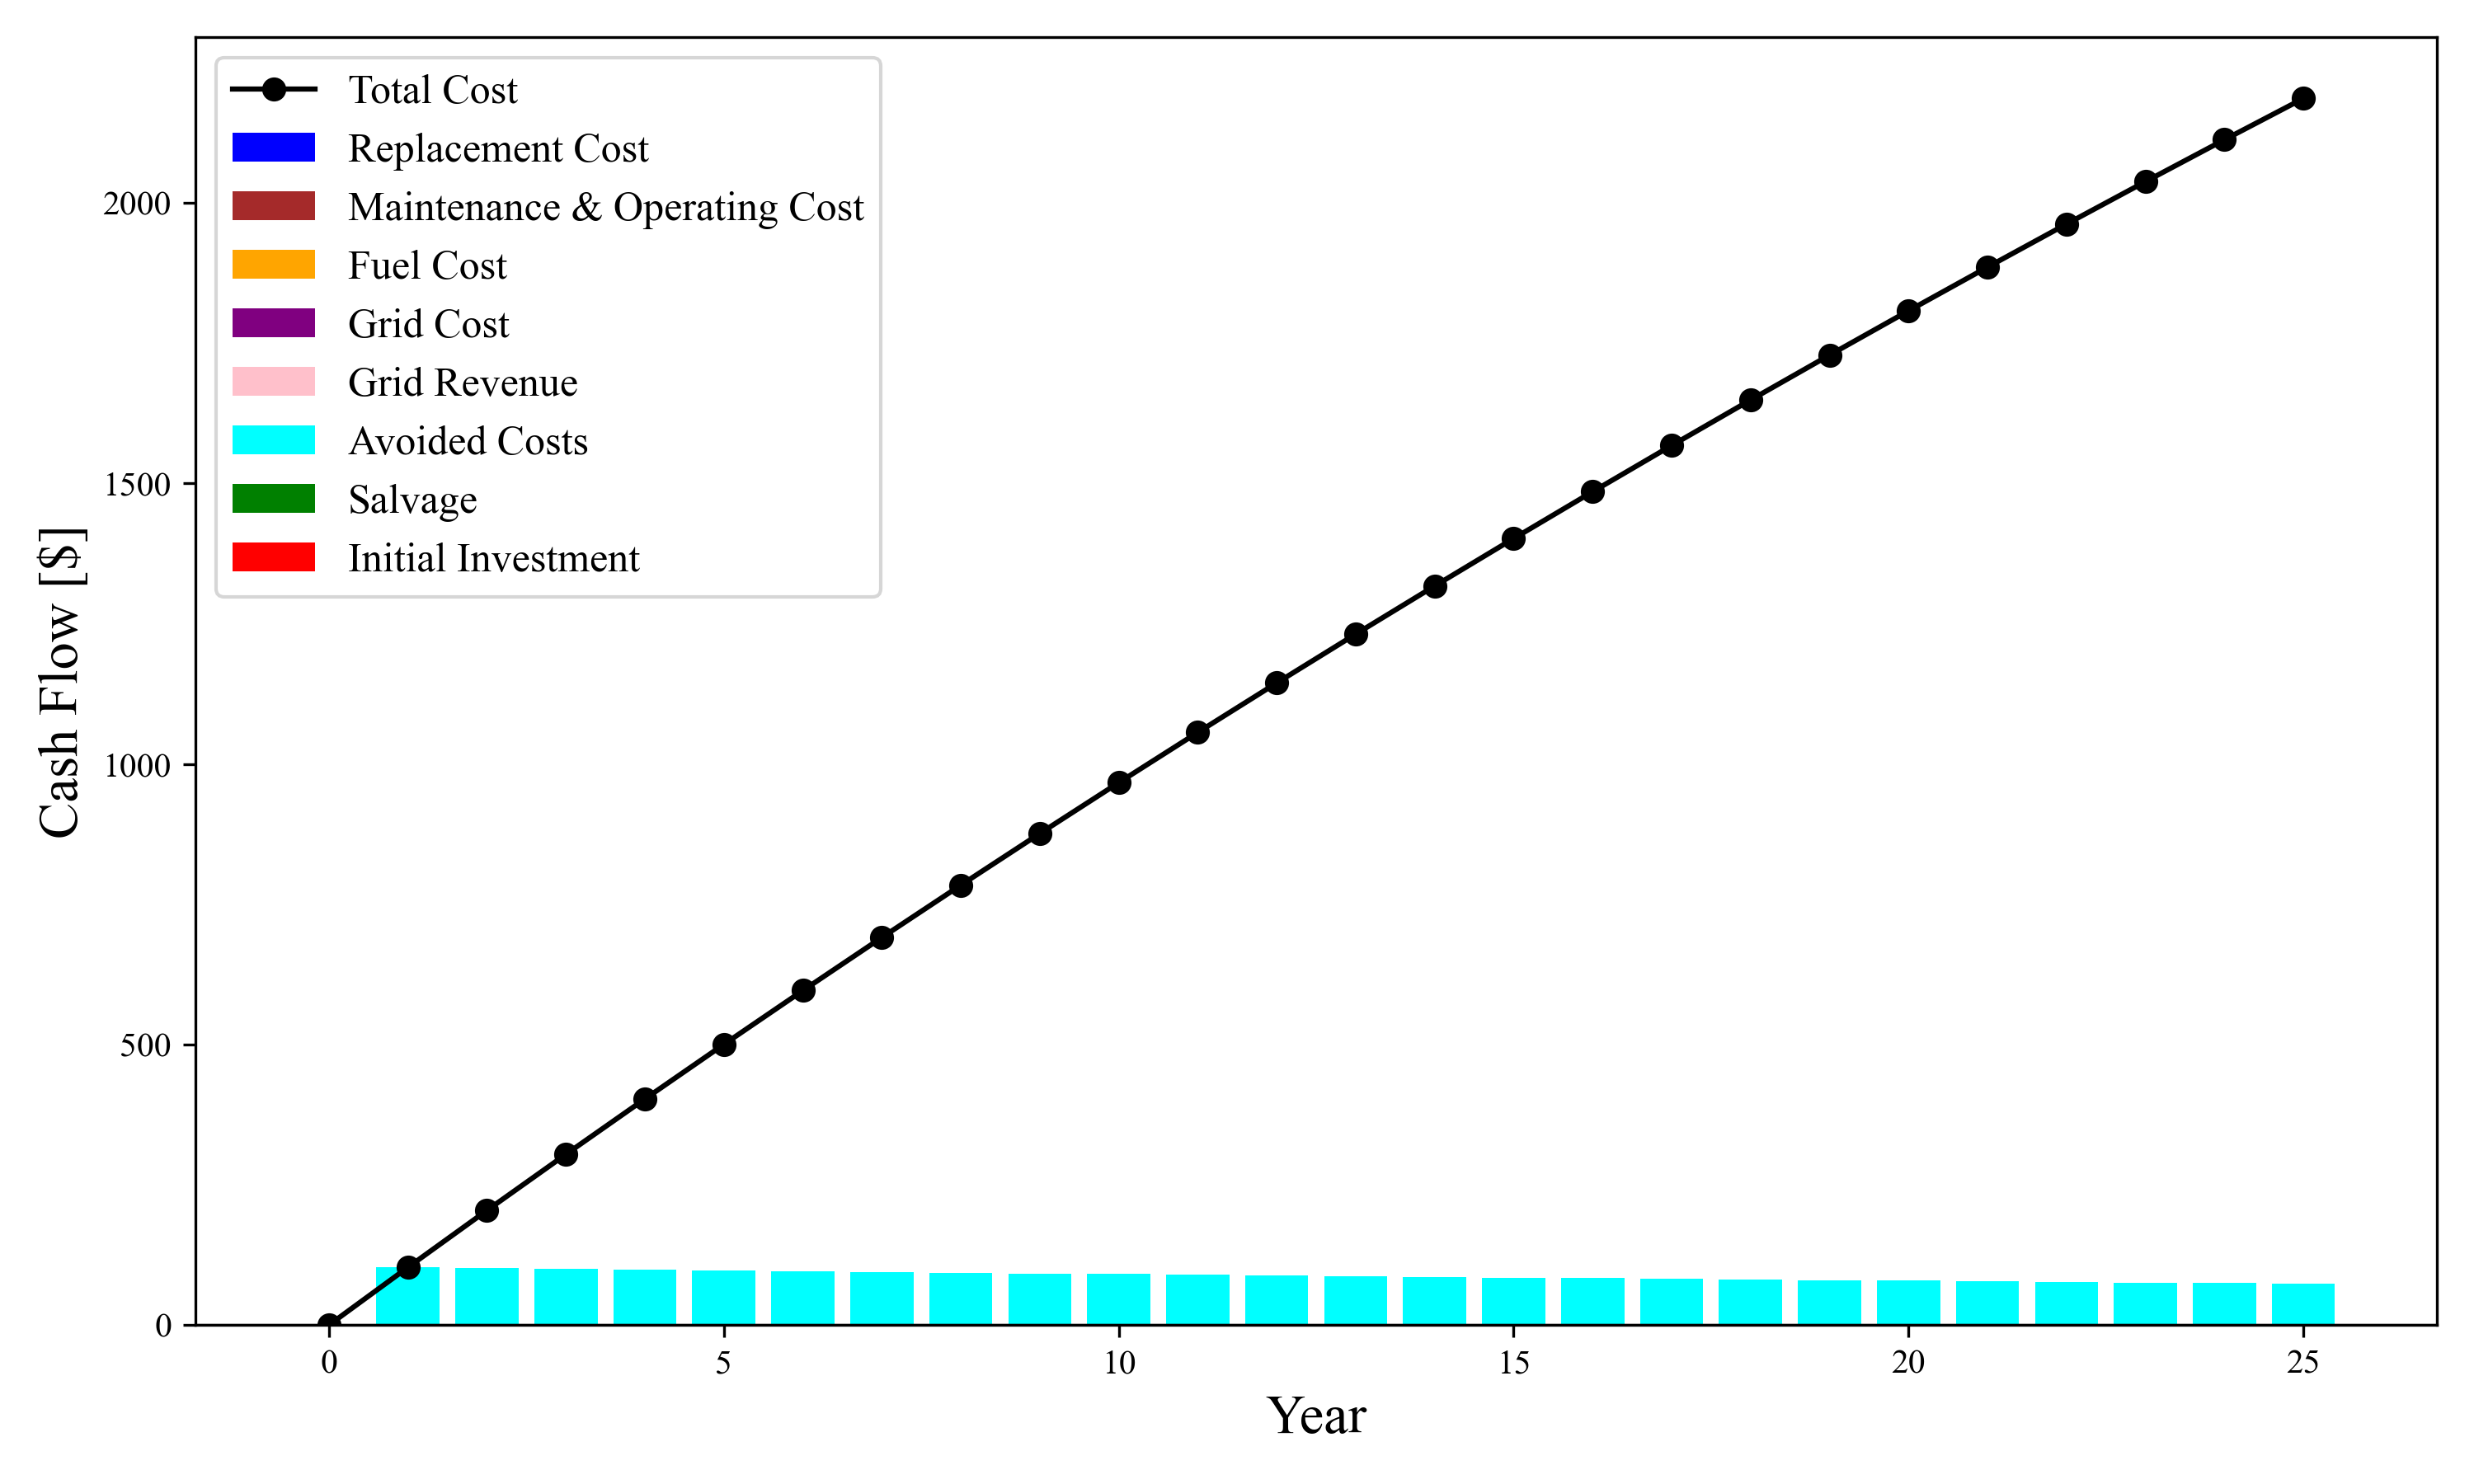 Total Cost
Replacement Cost
Maintenance & Operating Cost
Fuel Cost
Grid Cost
Grid Revenue
Avoided Costs
Salvage
Initial Investment
Cash Flow [$]
2000
1500
1000
500
0
0 5 10 15 20 25
Year